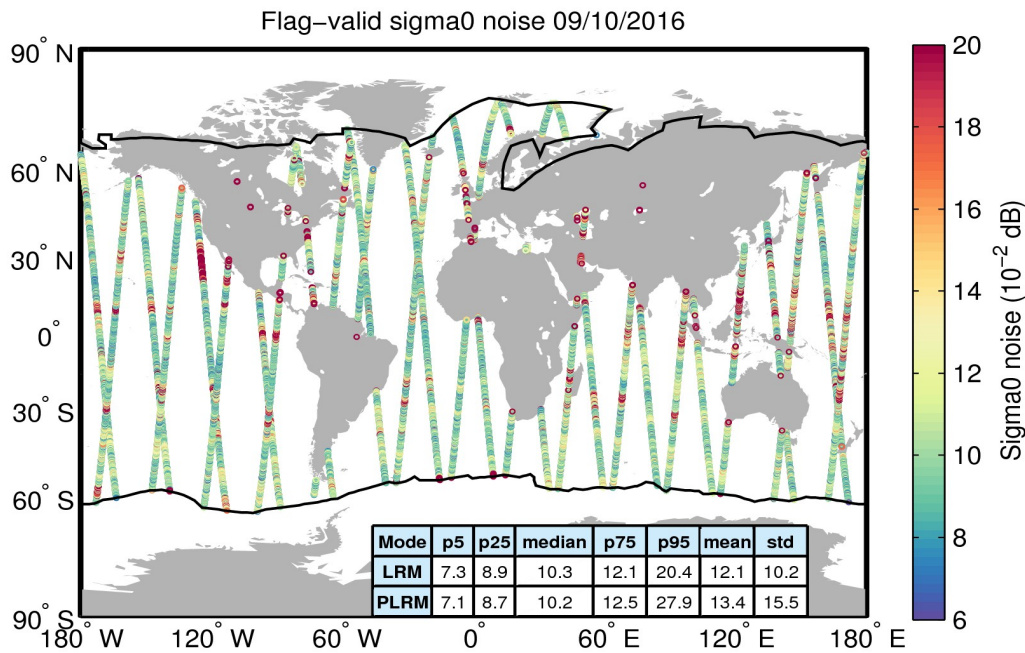 Flag−valid sigma0 noise 09/10/2016
90° N
60° N
30° N
0°
30° S
60° S
90° S
180° W
120° W
60° W
0°
60° E
120° E
180° E
Mode p5 p25 median p75 p95 mean std
LRM 7.3 8.9 10.3 12.1 20.4 12.1 10.2
PLRM 7.1 8.7 10.2 12.5 27.9 13.4 15.5
20
18
16
14
12
10
8
6
Sigma0 noise (10⁻² dB)